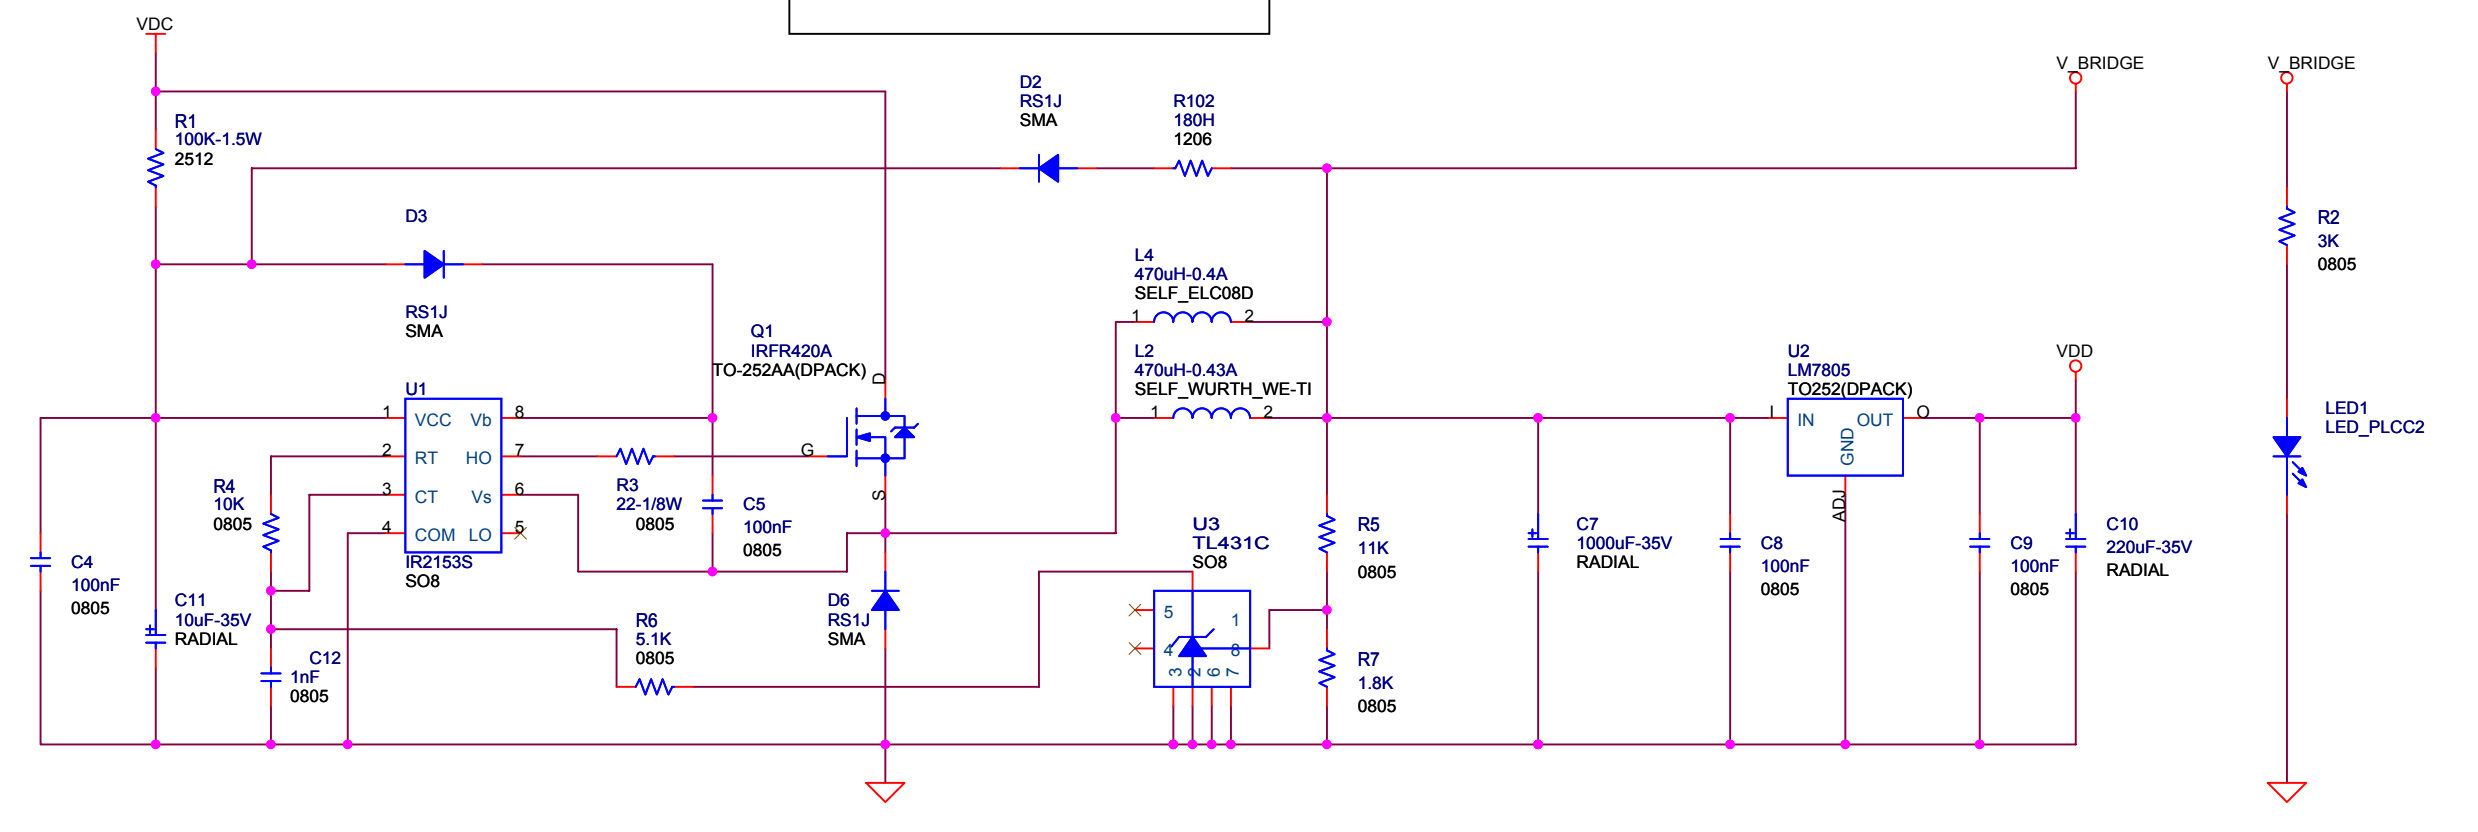 VDC
V_BRIDGE
V_BRIDGE
D2
RS1J
SMA
R102
180H
1206
R1
100K-1.5W
2512
D3
RS1J
SMA
R2
3K
0805
L4
470uH-0.4A
SELF_ELC08D
1
2
Q1
IRFR420A
TO-252AA(DPACK)
D
G
S
L2
470uH-0.43A
SELF_WURTH_WE-TI
1
2
U2
LM7805
TO252(DPACK)
I
IN
OUT
O
GND
ADJ
VDD
LED1
LED_PLCC2
U1
1
VCC
Vb
8
2
RT
HO
7
3
CT
Vs
6
4
COM
LO
5
IR2153S
SO8
R4
10K
0805
R3
22-1/8W
0805
C5
100nF
0805
U3
TL431C
SO8
5
1
4
8
3
2
6
7
R5
11K
0805
C7
1000uF-35V
RADIAL
C8
100nF
0805
C9
100nF
0805
C10
220uF-35V
RADIAL
C4
100nF
0805
C11
10uF-35V
RADIAL
C12
1nF
0805
R6
5.1K
0805
D6
RS1J
SMA
R7
1.8K
0805